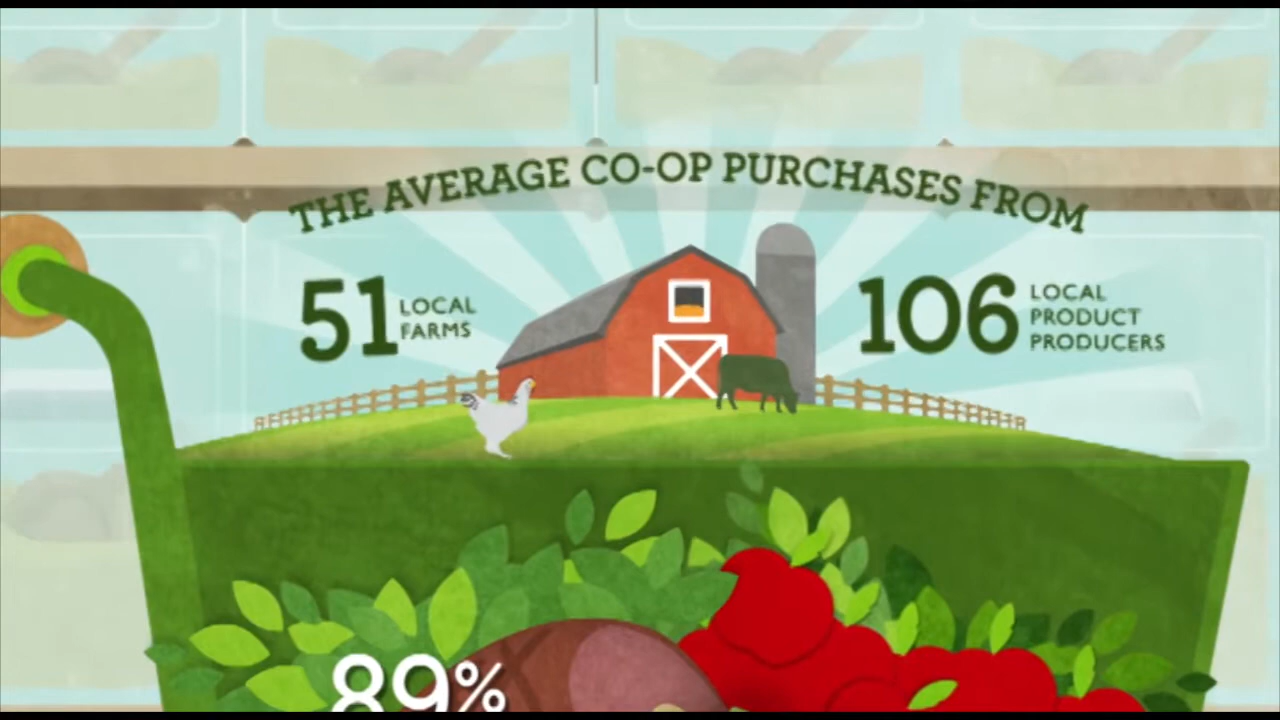 THE AVERAGE CO-OP PURCHASES FROM
51 LOCAL FARMS
106 LOCAL PRODUCT PRODUCERS
89%